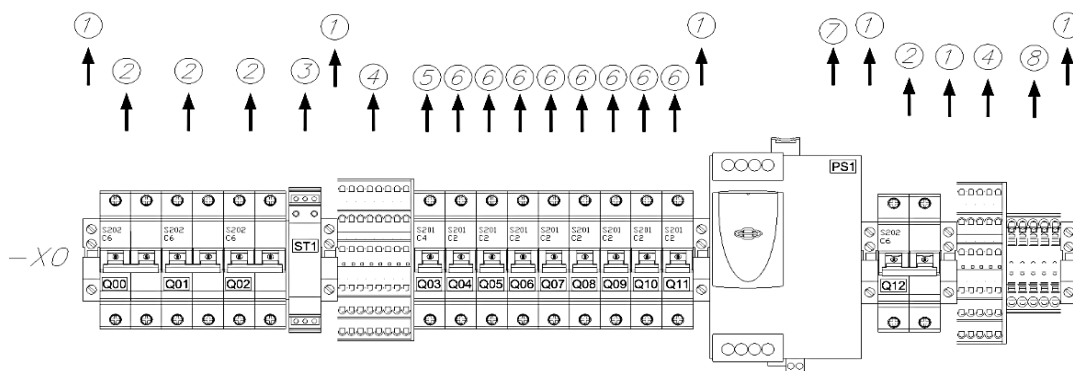 1 1 1 7 1 1
2 2 2 3 4 5 6 6 6 6 6 6 6 6 2 1 4 8
PS1
S202 S202 S202 S201 S201 S201 S201 S201 S201 S201 S201 S201 S202
C6 C6 C6 C4 C2 C2 C2 C2 C2 C2 C2 C2 C6
ST1
-X0
Q00 Q01 Q02 Q03 Q04 Q05 Q06 Q07 Q08 Q09 Q10 Q11 Q12